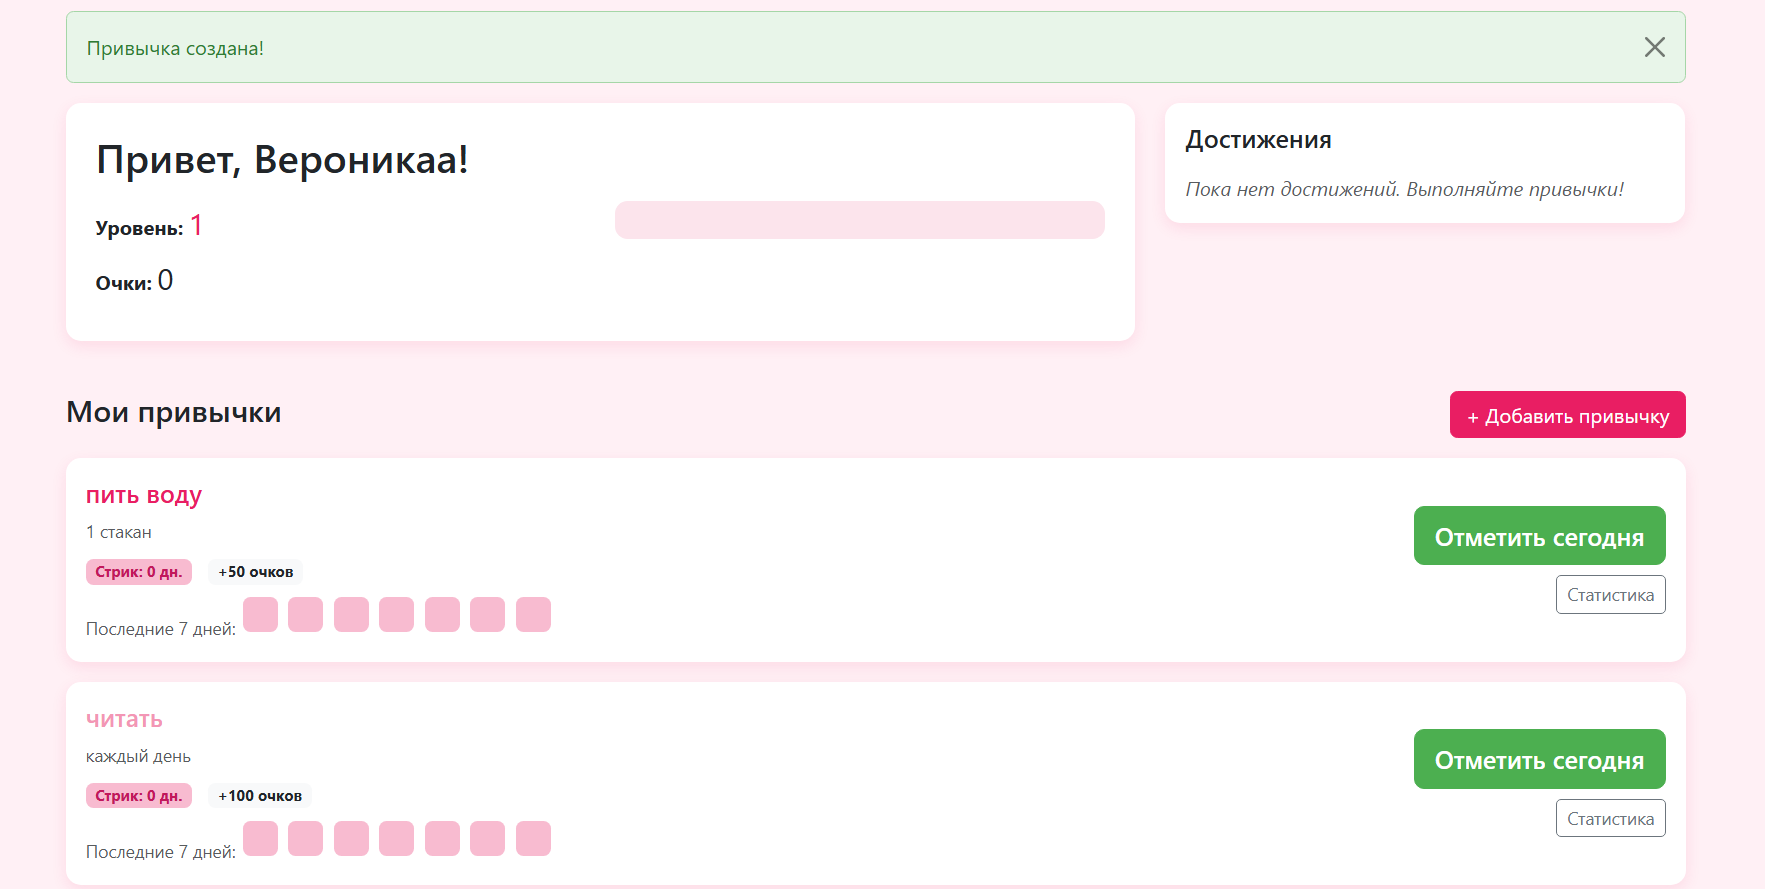 Привычка создана!
Привет, Вероникаа!
Уровень: 1
Очки: 0
Достижения
Пока нет достижений. Выполняйте привычки!
Мои привычки
+ Добавить привычку
пить воду
1 стакан
Стрик: 0 дн. +50 очков
Последние 7 дней:
Отметить сегодня
Статистика
читать
каждый день
Стрик: 0 дн. +100 очков
Последние 7 дней:
Отметить сегодня
Статистика